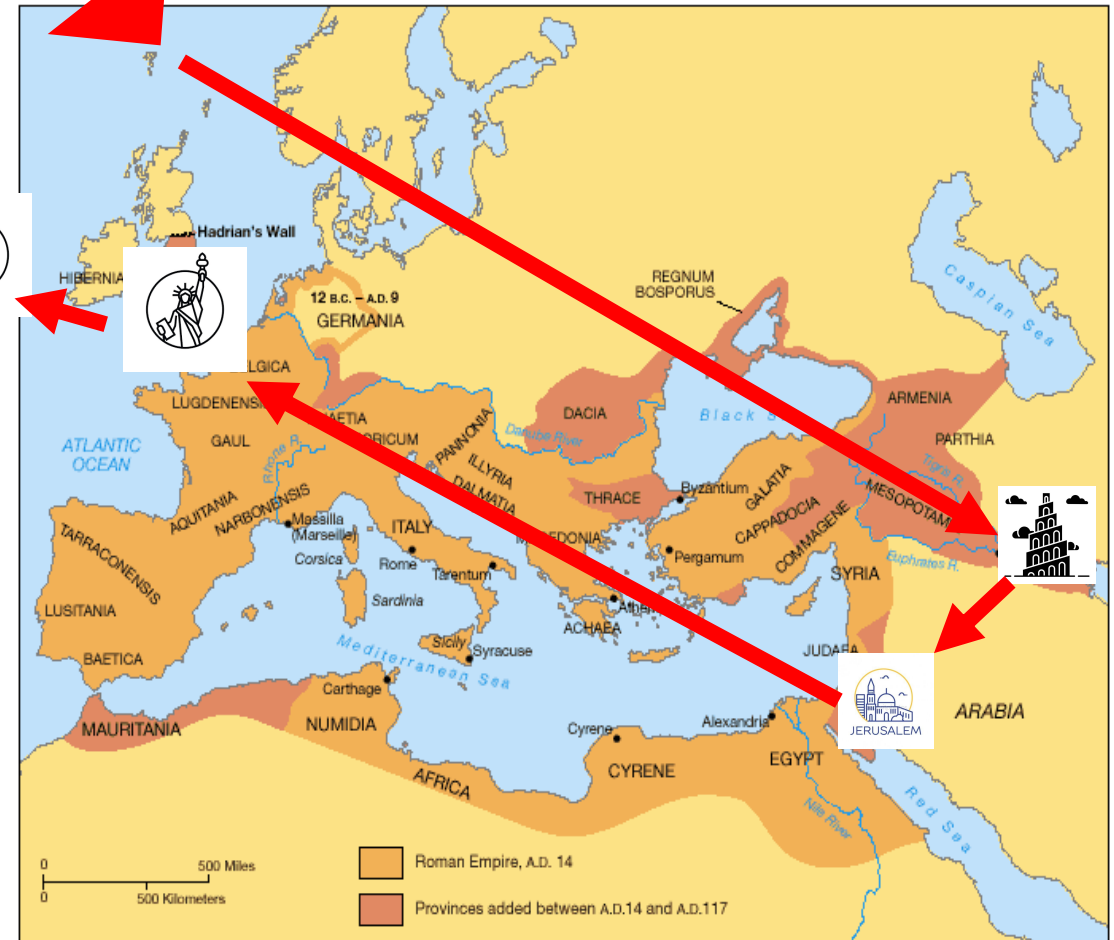 Hadrian's Wall
HIBERNIA
12 B.C. – A.D. 9
GERMANIA
REGNUM
BOSPORUS
Caspian Sea
LUGDENENSI
GAUL
ATLANTIC
OCEAN
Rhone R.
PANNONIA
Danube River
DACIA
Black
ARMENIA
PARTHIA
Tigris R.
MESOPOTAM
Euphrates R.
ILLYRIA
DALMATIA
THRACE
Byzantium
GALATIA
CAPPADOCIA
COMMAGENE
AQUITANIA
NARBONENSIS
Massilia
(Marseille)
Corsica
ITALY
Rome
Tarentum
Sardinia
Pergamum
SYRIA
TARRACONENSIS
LUSITANIA
BAETICA
Sicily
Syracuse
Mediterranean Sea
ACHAEA
JUDAEA
JERUSALEM
ARABIA
Carthage
MAURITANIA
NUMIDIA
AFRICA
Cyrene
CYRENE
Alexandria
EGYPT
Nile River
Red Sea
0 500 Miles
0 500 Kilometers
Roman Empire, A.D. 14
Provinces added between A.D.14 and A.D.117